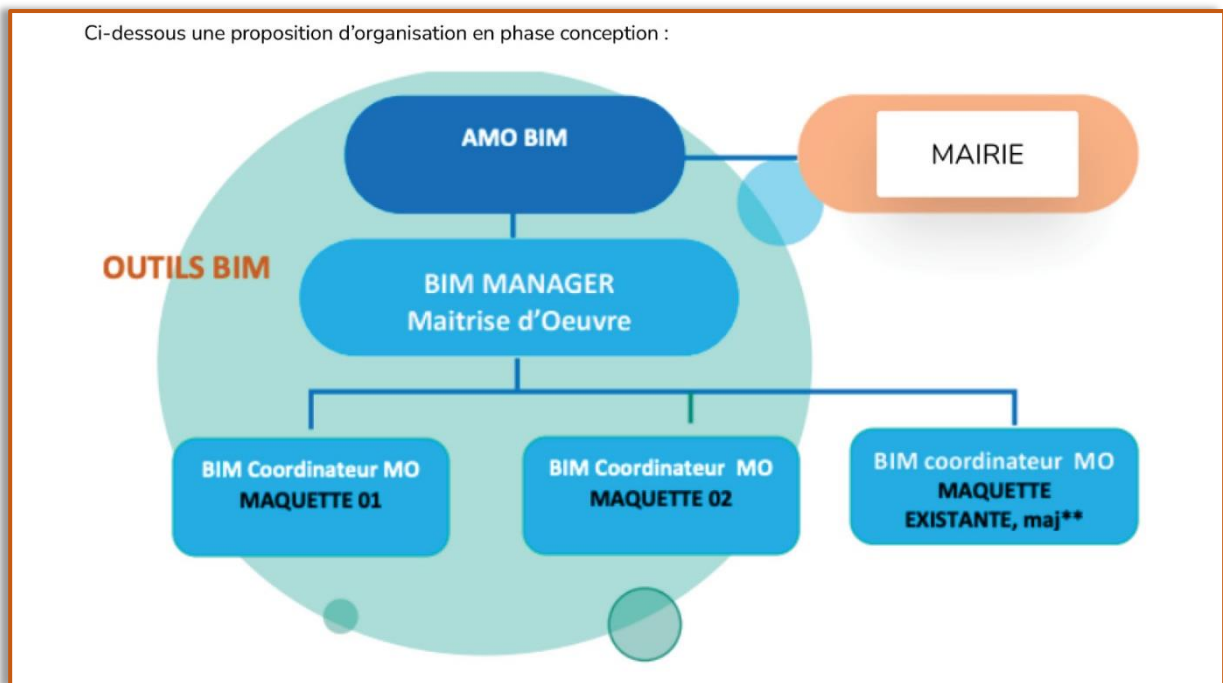 Ci-dessous une proposition d’organisation en phase conception :
AMO BIM
MAIRIE
OUTILS BIM
BIM MANAGER
Maitrise d’Oeuvre
BIM Coordinateur MO
MAQUETTE 01
BIM Coordinateur MO
MAQUETTE 02
BIM coordinateur MO
MAQUETTE
EXISTANTE, maj**